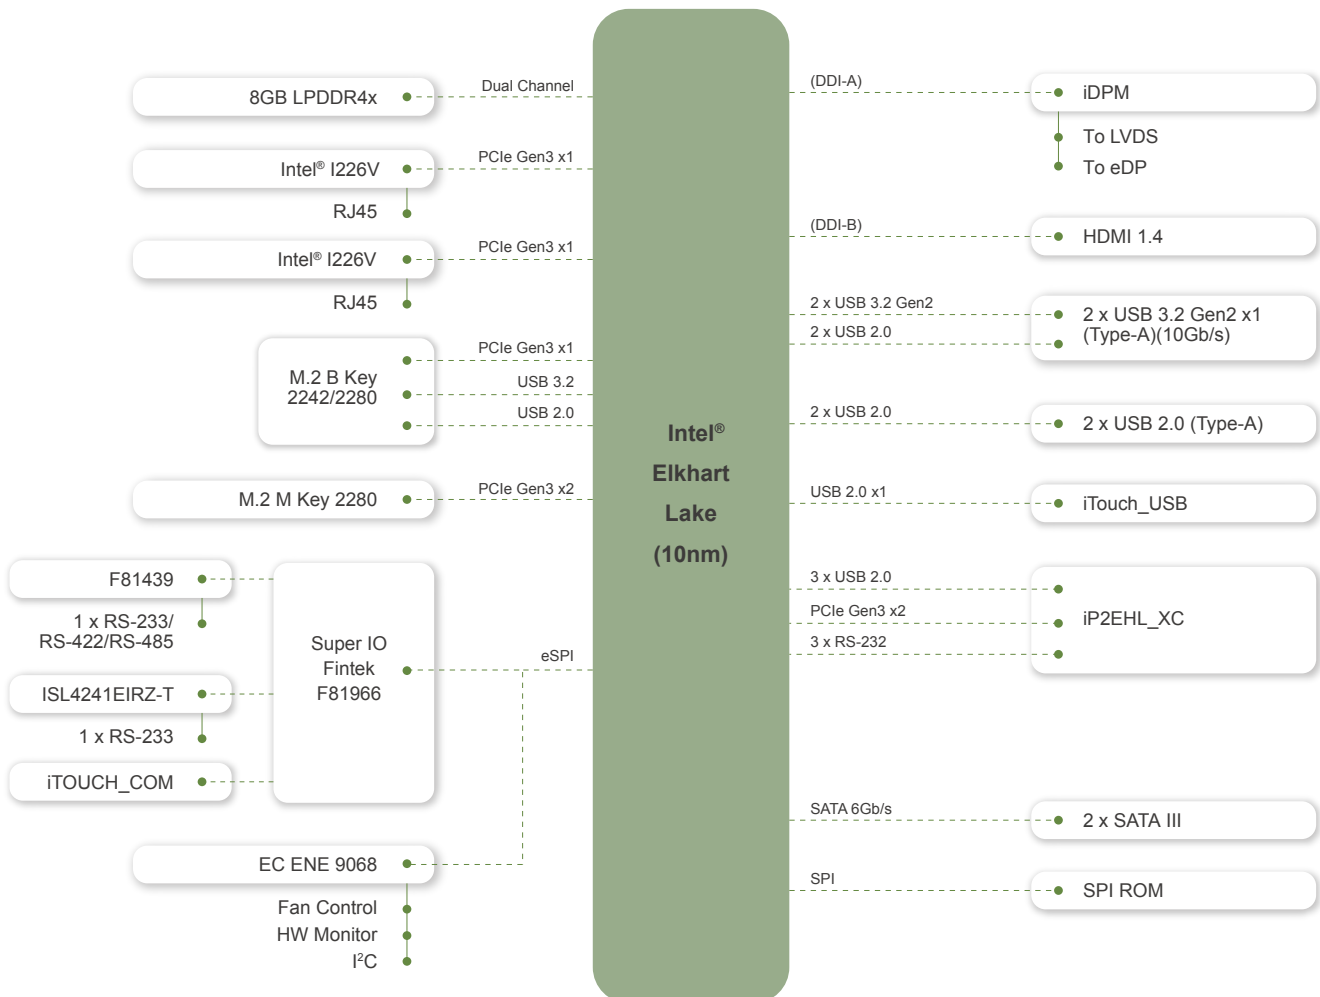 8GB LPDDR4x
Dual Channel
Intel® I226V
PCIe Gen3 x1
RJ45
Intel® I226V
PCIe Gen3 x1
RJ45
M.2 B Key
2242/2280
PCIe Gen3 x1
USB 3.2
USB 2.0
M.2 M Key 2280
PCIe Gen3 x2
F81439
1 x RS-233/
RS-422/RS-485
ISL4241EIRZ-T
1 x RS-233
iTOUCH_COM
Super IO
Fintek
F81966
eSPI
EC ENE 9068
Fan Control
HW Monitor
I²C
Intel®
Elkhart
Lake
(10nm)
(DDI-A)
iDPM
To LVDS
To eDP
(DDI-B)
HDMI 1.4
2 x USB 3.2 Gen2
2 x USB 2.0
2 x USB 3.2 Gen2 x1
(Type-A)(10Gb/s)
2 x USB 2.0
2 x USB 2.0 (Type-A)
USB 2.0 x1
iTouch_USB
3 x USB 2.0
PCIe Gen3 x2
3 x RS-232
iP2EHL_XC
SATA 6Gb/s
2 x SATA III
SPI
SPI ROM